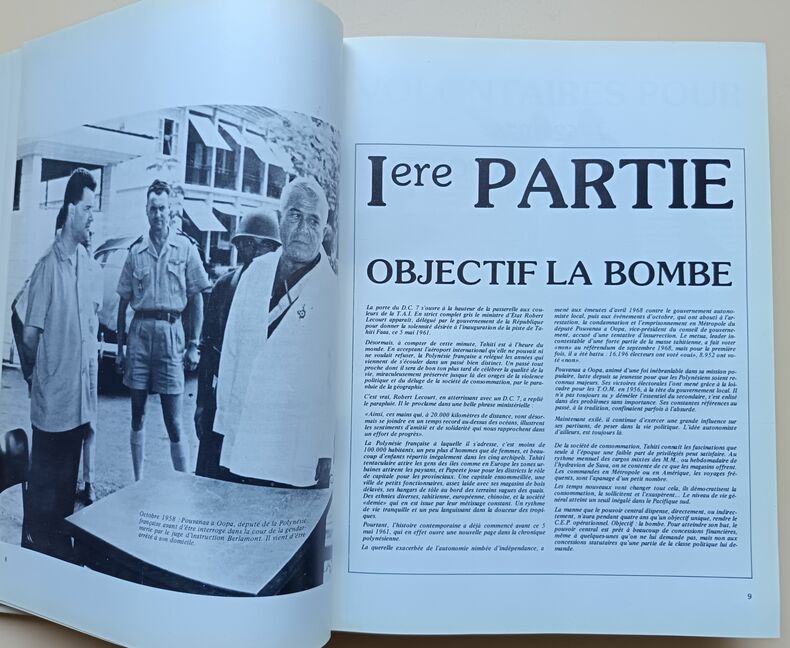 Octobre 1958 : Pouvanaa a Oopa, député de la Polynésie
française avant d'être interrogé dans la cour de la gendar-
merie par le juge d'instruction Berlamont. Il vient d'être
arrêté à son domicile.
8
Iere PARTIE
OBJECTIF LA BOMBE
La porte du D.C. 7 s'ouvre à la hauteur de la passerelle aux cou-
leurs de la T.A.I. En strict complet gris le ministre d'Etat Robert
Lecourt apparaît, délégué par le gouvernement de la République
pour donner la solennité désirée à l'inauguration de la piste de Ta-
hiti Faaa, ce 5 mai 1961.
Désormais, à compter de cette minute, Tahiti est à l'heure du
monde. En acceptant l'aéroport international qu'elle ne pouvait ni
ne voulait refuser, la Polynésie française a relégué les années qui
viennent de s'écouler dans un passé bien distinct. Un passé tout
proche dont il sera de bon ton plus tard de célébrer la qualité de la
vie, miraculeusement préservée jusque là des orages de la violence
politique et du déluge de la société de consommation, par le para-
pluie de la géographie.
C'est vrai, Robert Lecourt, en atterrissant avec un D.C. 7, a replié
le parapluie. Il le proclame dans une belle phrase ministérielle :
«Ainsi, ces mains qui, à 20.000 kilomètres de distance, vont désor-
mais se joindre en un temps record au-dessus des océans, illustrent
les sentiments d'amitié et de solidarité qui nous rapprochent dans
un effort de progrès».
La Polynésie française à laquelle il s'adresse, c'est moins de
100.000 habitants, un peu plus d'hommes que de femmes, et beau-
coup d'enfants répartis inégalement dans les cinq archipels. Tahiti
tentaculaire attire les gens des îles comme en Europe les zones ur-
baines attirent les paysans, et Papeete joue pour les districts le rôle
de capitale pour les provinciaux. Une capitale ensommeillée, une
ville de petits fonctionnaires, assez laide avec ses magasins de bois
délavés, ses hangars de tôle au bord des terrains vagues des quais.
Des ethnies diverses, tahitienne, européenne, chinoise, et la société
«demie» qui en est issue par leur métissage constant. Un rythme
de vie tranquille et un peu languissant dans la douceur des tropi-
ques.
Pourtant, l'histoire contemporaine a déjà commencé avant ce 5
mai 1961, qui en effet ouvre une nouvelle page dans la chronique
polynésienne.
La querelle exacerbée de l'autonomie nimbée d'indépendance, a
mené aux émeutes d'avril 1968 contre le gouvernement autono-
miste local, puis aux événements d'octobre, qui ont abouti à l'ar-
restation, la condamnation et l'emprisonnement en Métropole du
député Pouvanaa a Oopa, vice-président du conseil de gouverne-
ment, accusé d'une tentative d'insurrection. Le metua, leader in-
contestable d'une forte partie de la masse tahitienne, a fait voter
«non» au référendum de septembre 1968, mais pour la première
fois, il a été battu : 16.196 électeurs ont voté «oui», 8.952 ont vo-
té «non».
Pouvanaa a Oopa, animé d'une foi inébranlable dans sa mission po-
pulaire, lutte depuis sa jeunesse pour que les Polynésiens soient re-
connus majeurs. Ses victoires électorales l'ont mené grâce à la loi-
cadre pour les T.O.M. en 1956, à la tête du gouvernement local. Il
n'a pas toujours su y démêler l'essentiel du secondaire, s'est enlisé
dans des problèmes sans importance. Ses constantes références au
passé, à la tradition, confinaient parfois à l'absurde.
Maintenant exilé, il continue d'exercer une grande influence sur
ses partisans, de peser dans la vie politique. L'idée autonomiste
d'ailleurs, est toujours là.
De la société de consommation, Tahiti connait les fascinations que
seule à l'époque une faible part de privilégiés peut satisfaire. Au
rythme mensuel des cargos mixtes des M.M., ou hebdomadaire de
l'hydravion de Suva, on se contente de ce que les magasins offrent.
Les commandes en Métropole ou en Amérique, les voyages fré-
quents, sont l'apanage d'un petit nombre.
Les temps nouveaux vont changer tout cela, ils démocratisent la
consommation, la sollicitent et l'exaspèrent... Le niveau de vie gé-
néral atteint un seuil inégalé dans le Pacifique sud.
La manne que le pouvoir central dispense, directement, ou indirec-
tement, n'aura pendant quatre ans qu'un objectif unique, rendre le
C.E.P. opérationnel. Objectif : la bombe. Pour atteindre son but, le
pouvoir central est prêt à beaucoup de concessions financières,
même à quelques-unes qu'on ne lui demande pas, mais non aux
concessions statutaires qu'une partie de la classe politique lui de-
mande.
9